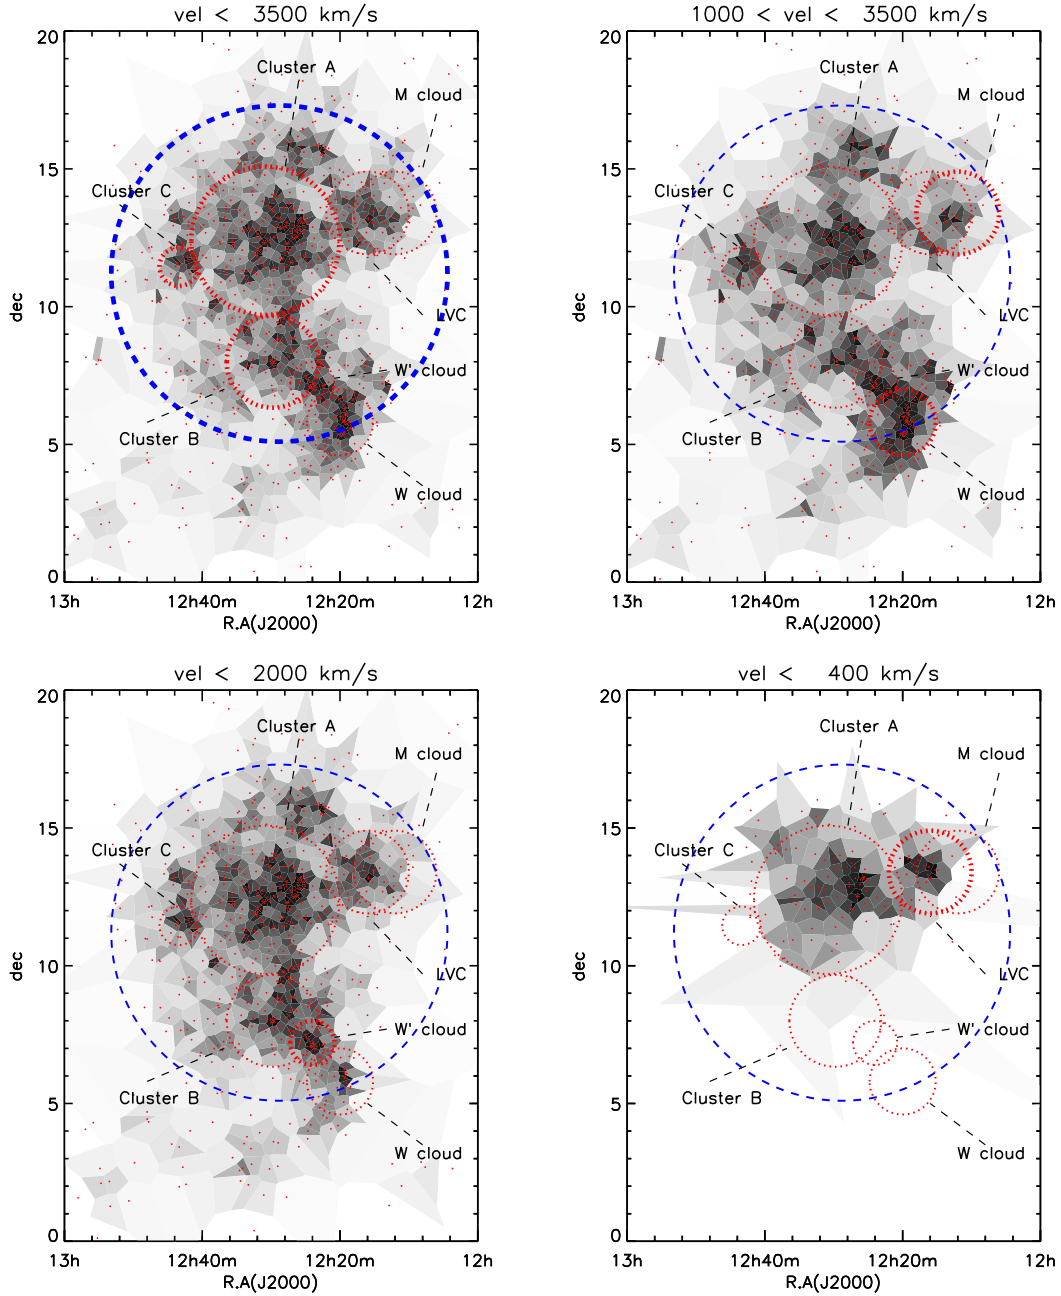 vel < 3500 km/s
20
Cluster A
M cloud
15
Cluster C
dec
10
LVC
W' cloud
Cluster B
5
W cloud
0
13h 12h40m 12h20m 12h
R.A(J2000)
1000 < vel < 3500 km/s
20
Cluster A
M cloud
15
Cluster C
dec
10
LVC
W' cloud
Cluster B
5
W cloud
0
13h 12h40m 12h20m 12h
R.A(J2000)
vel < 2000 km/s
20
Cluster A
M cloud
15
Cluster C
dec
10
LVC
W' cloud
Cluster B
5
W cloud
0
13h 12h40m 12h20m 12h
R.A(J2000)
vel < 400 km/s
20
Cluster A
M cloud
15
Cluster C
dec
10
LVC
W' cloud
Cluster B
5
W cloud
0
13h 12h40m 12h20m 12h
R.A(J2000)